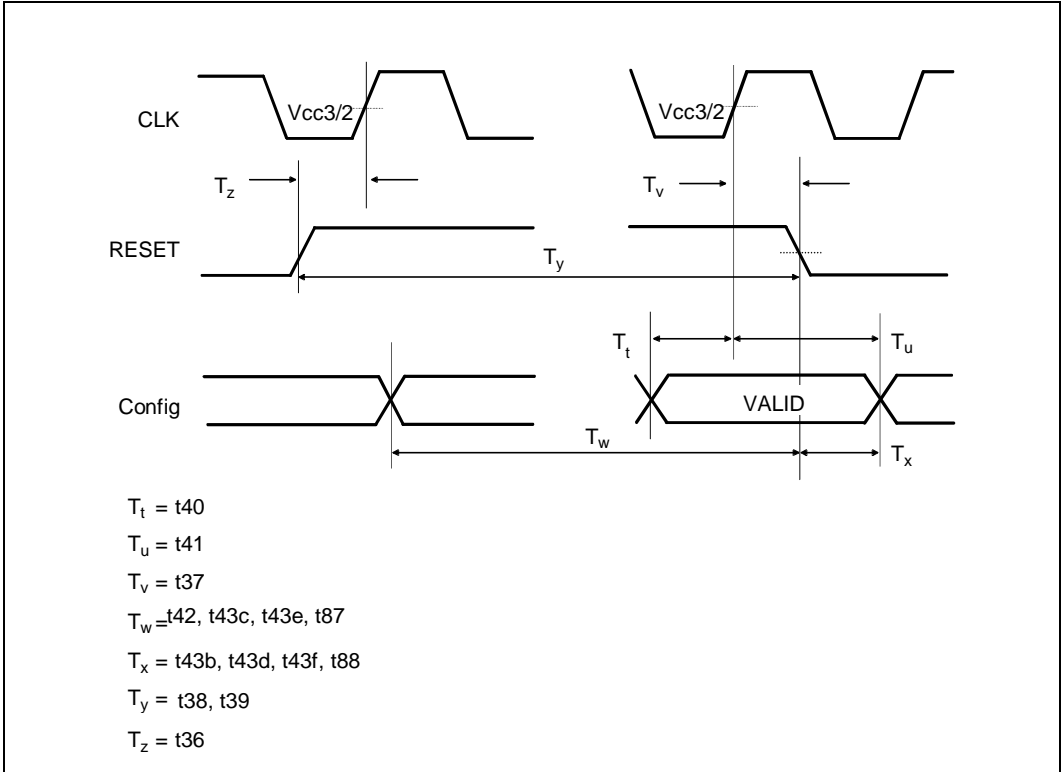 CLK
Vcc3/2
Vcc3/2
Tz
Tv
RESET
Ty
Tt
Tu
Config
VALID
Tw
Tx
Tt = t40
Tu = t41
Tv = t37
Tw = t42, t43c, t43e, t87
Tx = t43b, t43d, t43f, t88
Ty = t38, t39
Tz = t36